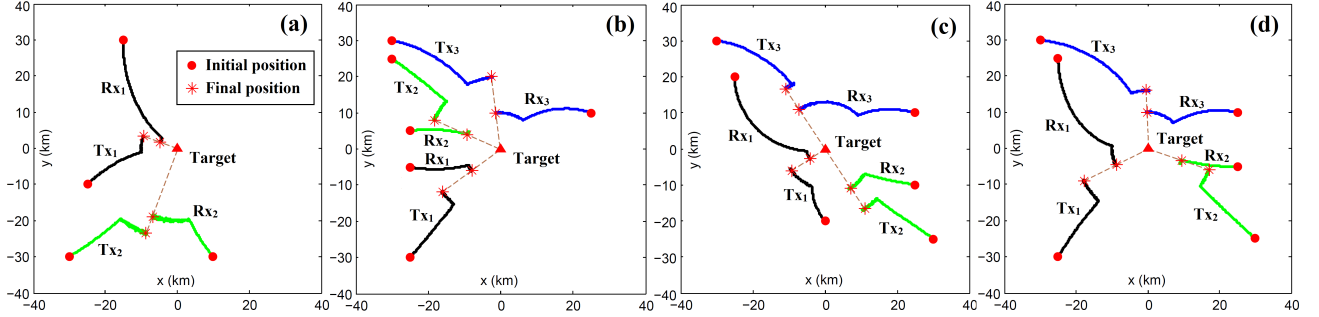 (a)
40
30
20
10
0
−10
−20
−30
−40
−40
−20
0
20
40
y (km)
x (km)
Initial position
Final position
Rx1
Tx1
Target
Rx2
Tx2
(b)
40
30
20
10
0
−10
−20
−30
−40
−40
−20
0
20
40
y (km)
x (km)
Tx3
Tx2
Rx3
Rx2
Target
Rx1
Tx1
(c)
40
30
20
10
0
−10
−20
−30
−40
−40
−20
0
20
40
y (km)
x (km)
Tx3
Rx3
Rx1
Target
Rx2
Tx1
Tx2
(d)
40
30
20
10
0
−10
−20
−30
−40
−40
−20
0
20
40
y (km)
x (km)
Tx3
Rx3
Rx1
Target
Rx2
Tx1
Tx2